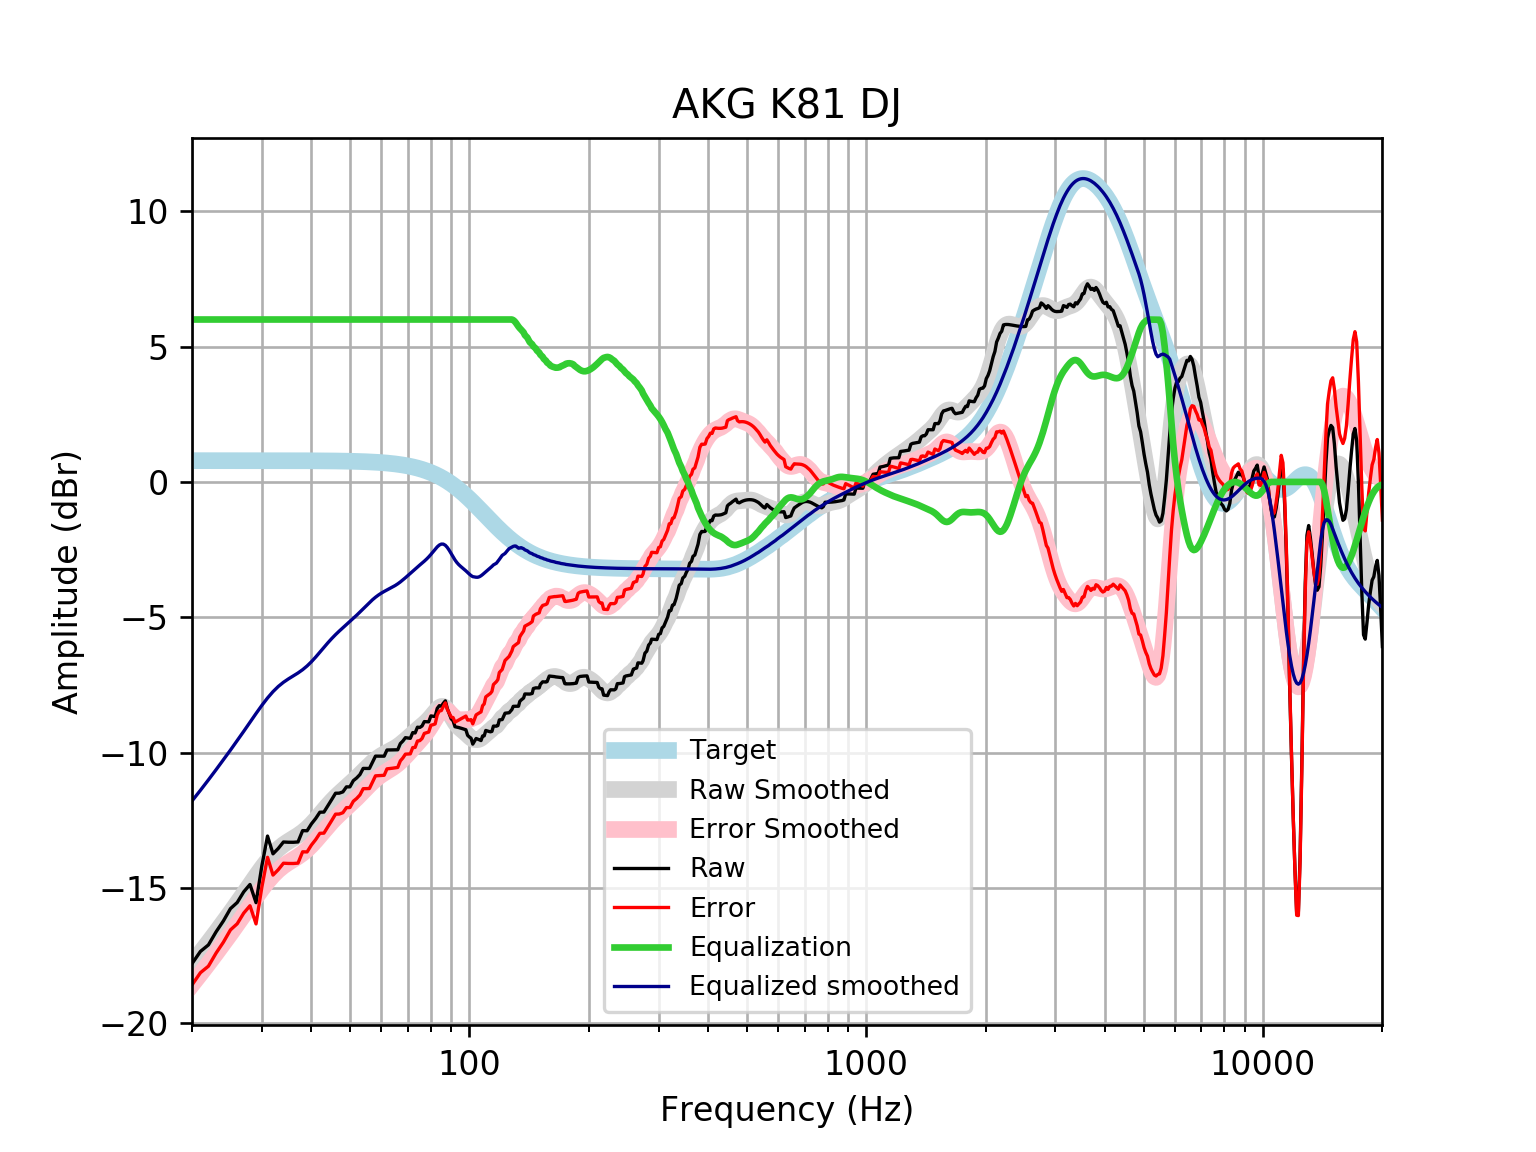 AKG K81 DJ
10
5
0
−5
−10
−15
−20
Amplitude (dBr)
Target
Raw Smoothed
Error Smoothed
Raw
Error
Equalization
Equalized smoothed
100
1000
10000
Frequency (Hz)